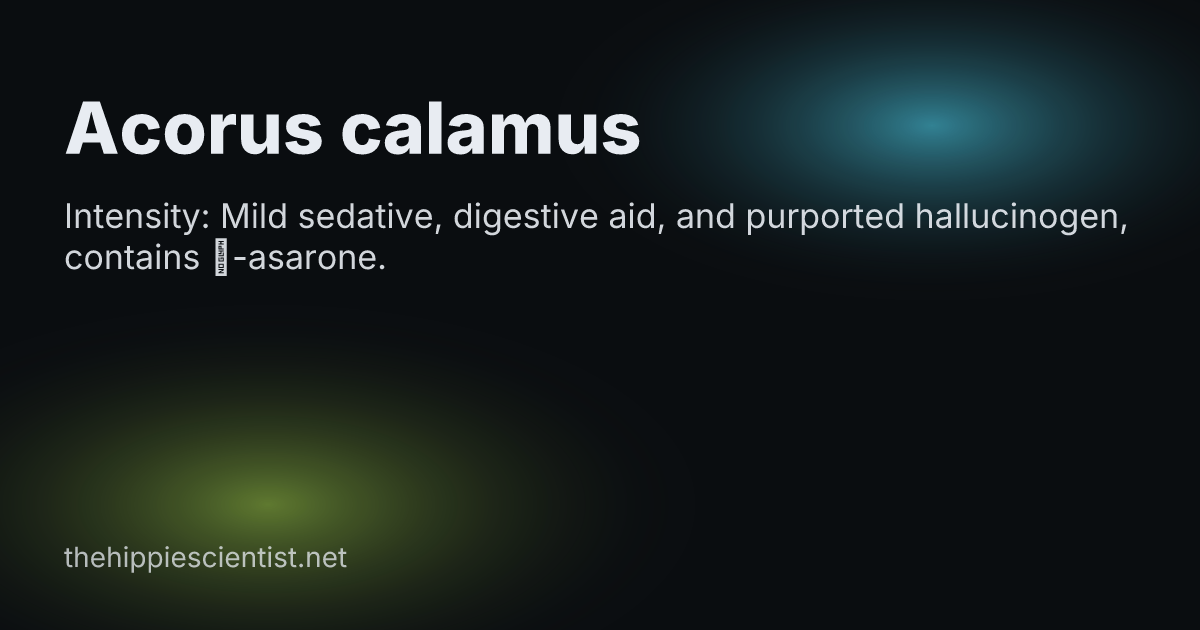 Acorus calamus
Intensity: Mild sedative, digestive aid, and purported hallucinogen,
contains -asarone.
thehippiescientist.net